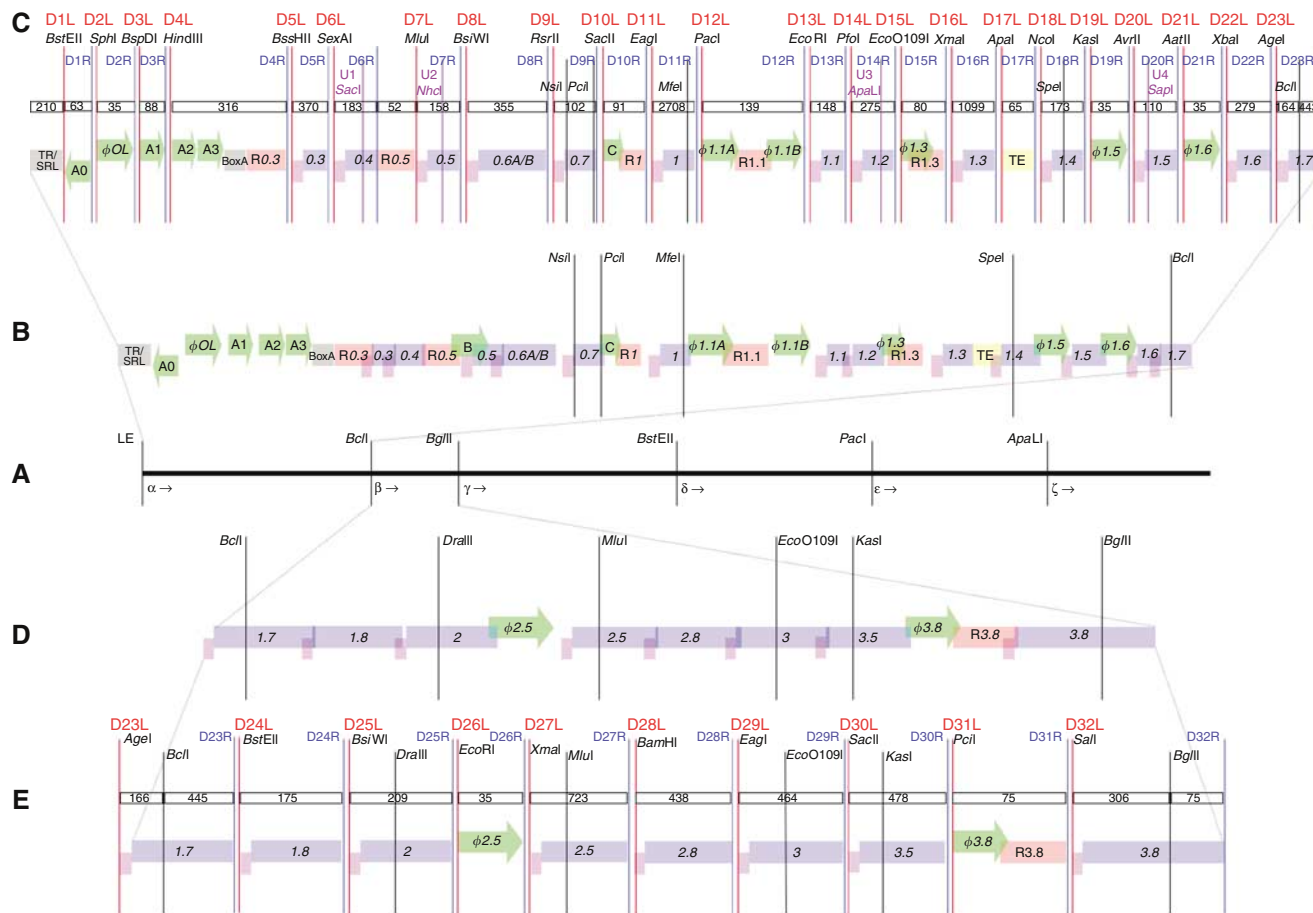 C
D1L D2L D3L D4L D5L D6L D7L D8L D9L D10L D11L D12L D13L D14L D15L D16L D17L D18L D19L D20L D21L D22L D23L
BstEII SphI BspDI HindIII BssHII SexAI MluI BsiWI RsrII SacII EagI PacI EcoRI PfoI EcoO109I XmaI ApaI NcoI KasI AvrII AatII XbaI AgeI
D1R D2R D3R D4R D5R D6R D7R D8R D9R D10R D11R D12R D13R D14R D15R D16R D17R D18R D19R D20R D21R D22R D23R
U1 U2 U3 U4
SacI NheI NsiI PciI MfeI ApaLI SpeI SapI BclI
210 63 35 88 316 370 183 52 158 355 102 91 2708 139 148 275 80 1099 65 173 35 110 35 279 164 442
TR/SRL A0 ϕOL A1 A2 A3 BoxA R0.3 0.3 0.4 R0.5 0.5 0.6A/B 0.7 C R1 1 ϕ1.1A R1.1 ϕ1.1B 1.1 1.2 ϕ1.3 R1.3 1.3 TE 1.4 ϕ1.5 1.5 ϕ1.6 1.6 1.7
NsiI PciI MfeI SpeI BclI
B
TR/SRL A0 ϕOL A1 A2 A3 BoxA R0.3 0.3 0.4 R0.5 B 0.5 0.6A/B 0.7 C R1 1 ϕ1.1A R1.1 ϕ1.1B 1.1 1.2 ϕ1.3 R1.3 1.3 TE 1.4 ϕ1.5 1.5 ϕ1.6 1.6 1.7
LE BclI BglII BstEII PacI ApaLI
A
α→ β→ γ→ δ→ ε→ ζ→
BclI DraIII MluI EcoO109I KasI BglII
D
1.7 1.8 2 ϕ2.5 2.5 2.8 3 3.5 ϕ3.8 R3.8 3.8
D23L D24L D25L D26L D27L D28L D29L D30L D31L D32L
AgeI D23R BstEII D24R BsiWI D25R EcoRI D26R XmaI D27R BamHI D28R EagI D29R SacII D30R PciI D31R SalI D32R
BclI DraIII MluI EcoO109I KasI BglII
E
166 445 175 209 35 723 438 464 478 75 306 75
1.7 1.8 2 ϕ2.5 2.5 2.8 3 3.5 ϕ3.8 R3.8 3.8